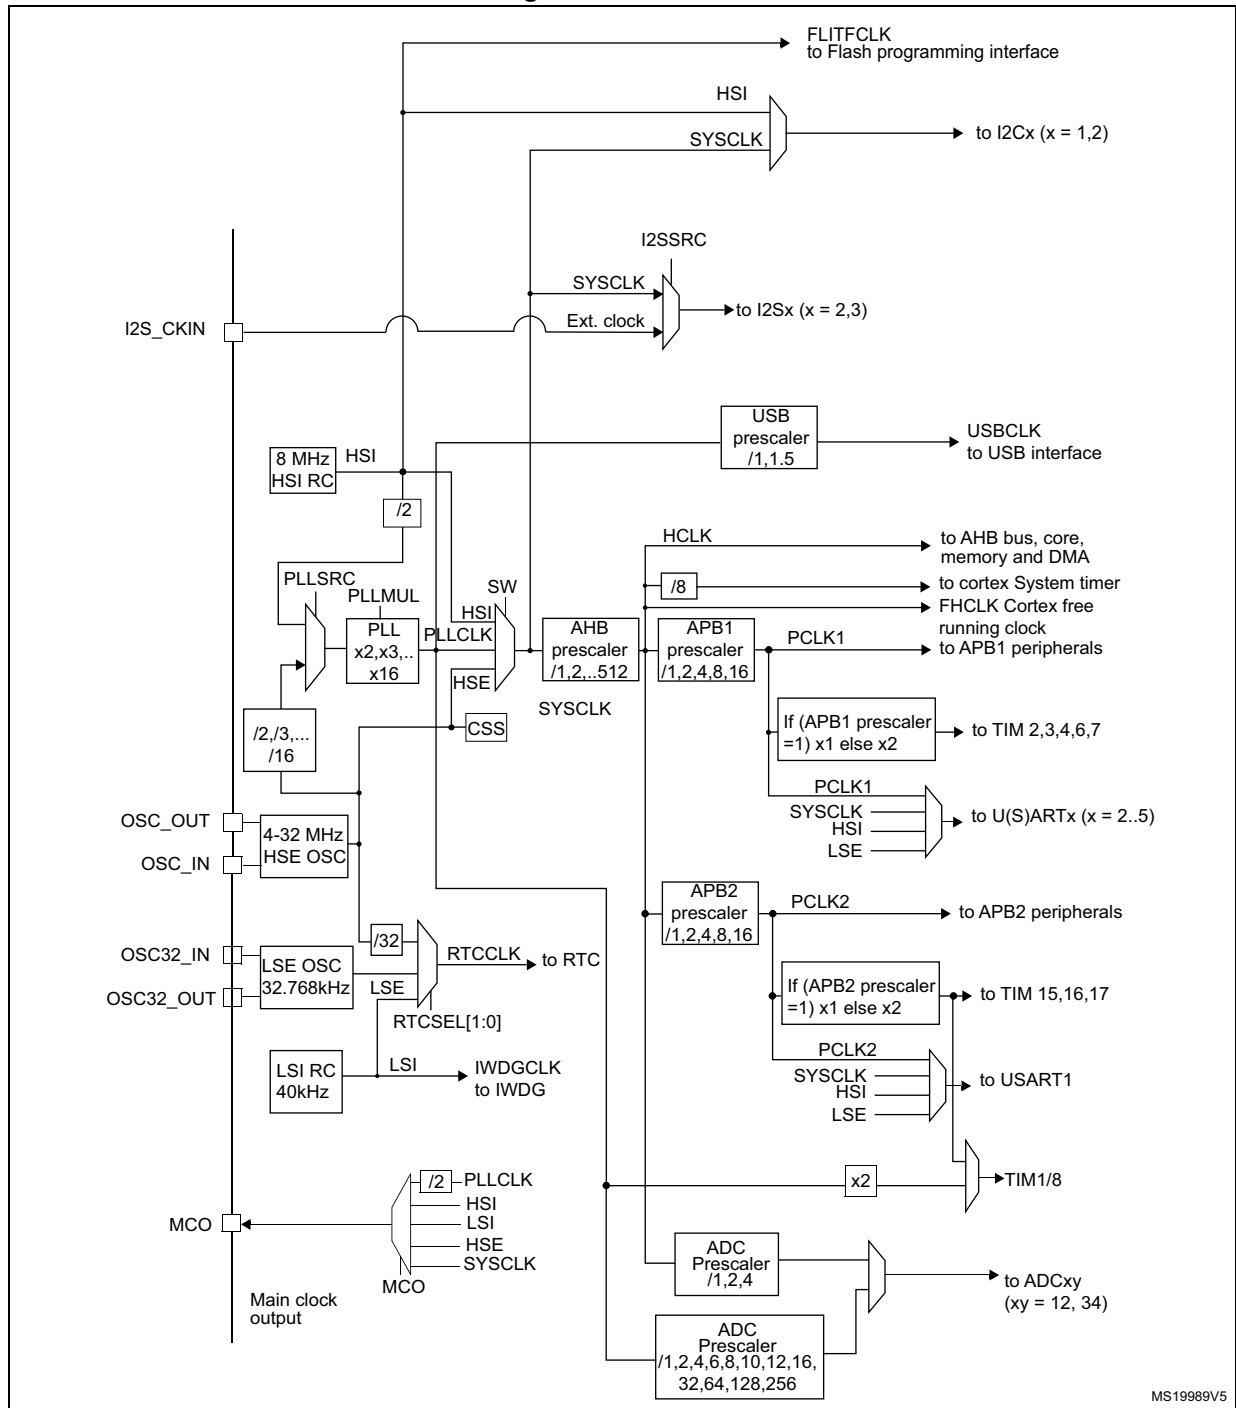 FLITFCLK
to Flash programming interface
HSI
SYSCLK
to I2Cx (x = 1,2)
I2SSRC
SYSCLK
to I2Sx (x = 2,3)
I2S_CKIN
Ext. clock
USB
prescaler
/1,1.5
USBCLK
to USB interface
8 MHz
HSI RC
HSI
/2
HCLK
to AHB bus, core,
memory and DMA
/8
to cortex System timer
FHCLK Cortex free
running clock
PLLSRC
PLLMUL
PLL
x2,x3,..
x16
SW
HSI
PLLCLK
HSE
AHB
prescaler
/1,2,..512
SYSCLK
APB1
prescaler
/1,2,4,8,16
PCLK1
to APB1 peripherals
CSS
/2,/3,...
/16
If (APB1 prescaler
=1) x1 else x2
to TIM 2,3,4,6,7
PCLK1
SYSCLK
HSI
LSE
to U(S)ARTx (x = 2..5)
OSC_OUT
OSC_IN
4-32 MHz
HSE OSC
APB2
prescaler
/1,2,4,8,16
PCLK2
to APB2 peripherals
OSC32_IN
OSC32_OUT
LSE OSC
32.768kHz
/32
LSE
RTCCLK
to RTC
RTCSEL[1:0]
If (APB2 prescaler
=1) x1 else x2
to TIM 15,16,17
LSI RC
40kHz
LSI
IWDGCLK
to IWDG
PCLK2
SYSCLK
HSI
LSE
to USART1
x2
TIM1/8
MCO
/2
PLLCLK
HSI
LSI
HSE
SYSCLK
MCO
Main clock
output
ADC
Prescaler
/1,2,4
to ADCxy
(xy = 12, 34)
ADC
Prescaler
/1,2,4,6,8,10,12,16,
32,64,128,256
MS19989V5